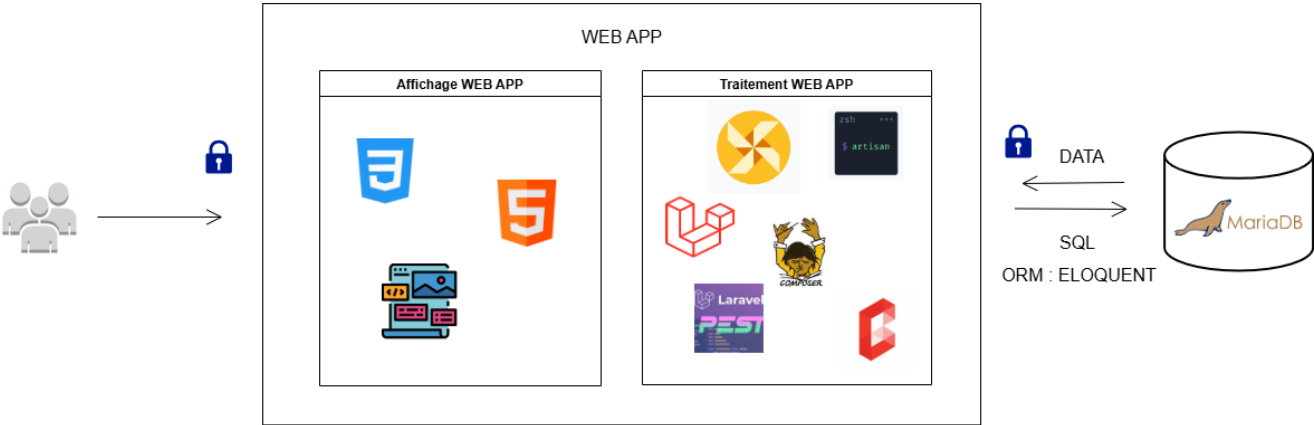 WEB APP
Affichage WEB APP
Traitement WEB APP
zsh
$ artisan
COMPOSER
Laravel
PEST
DATA
MariaDB
SQL
ORM : ELOQUENT